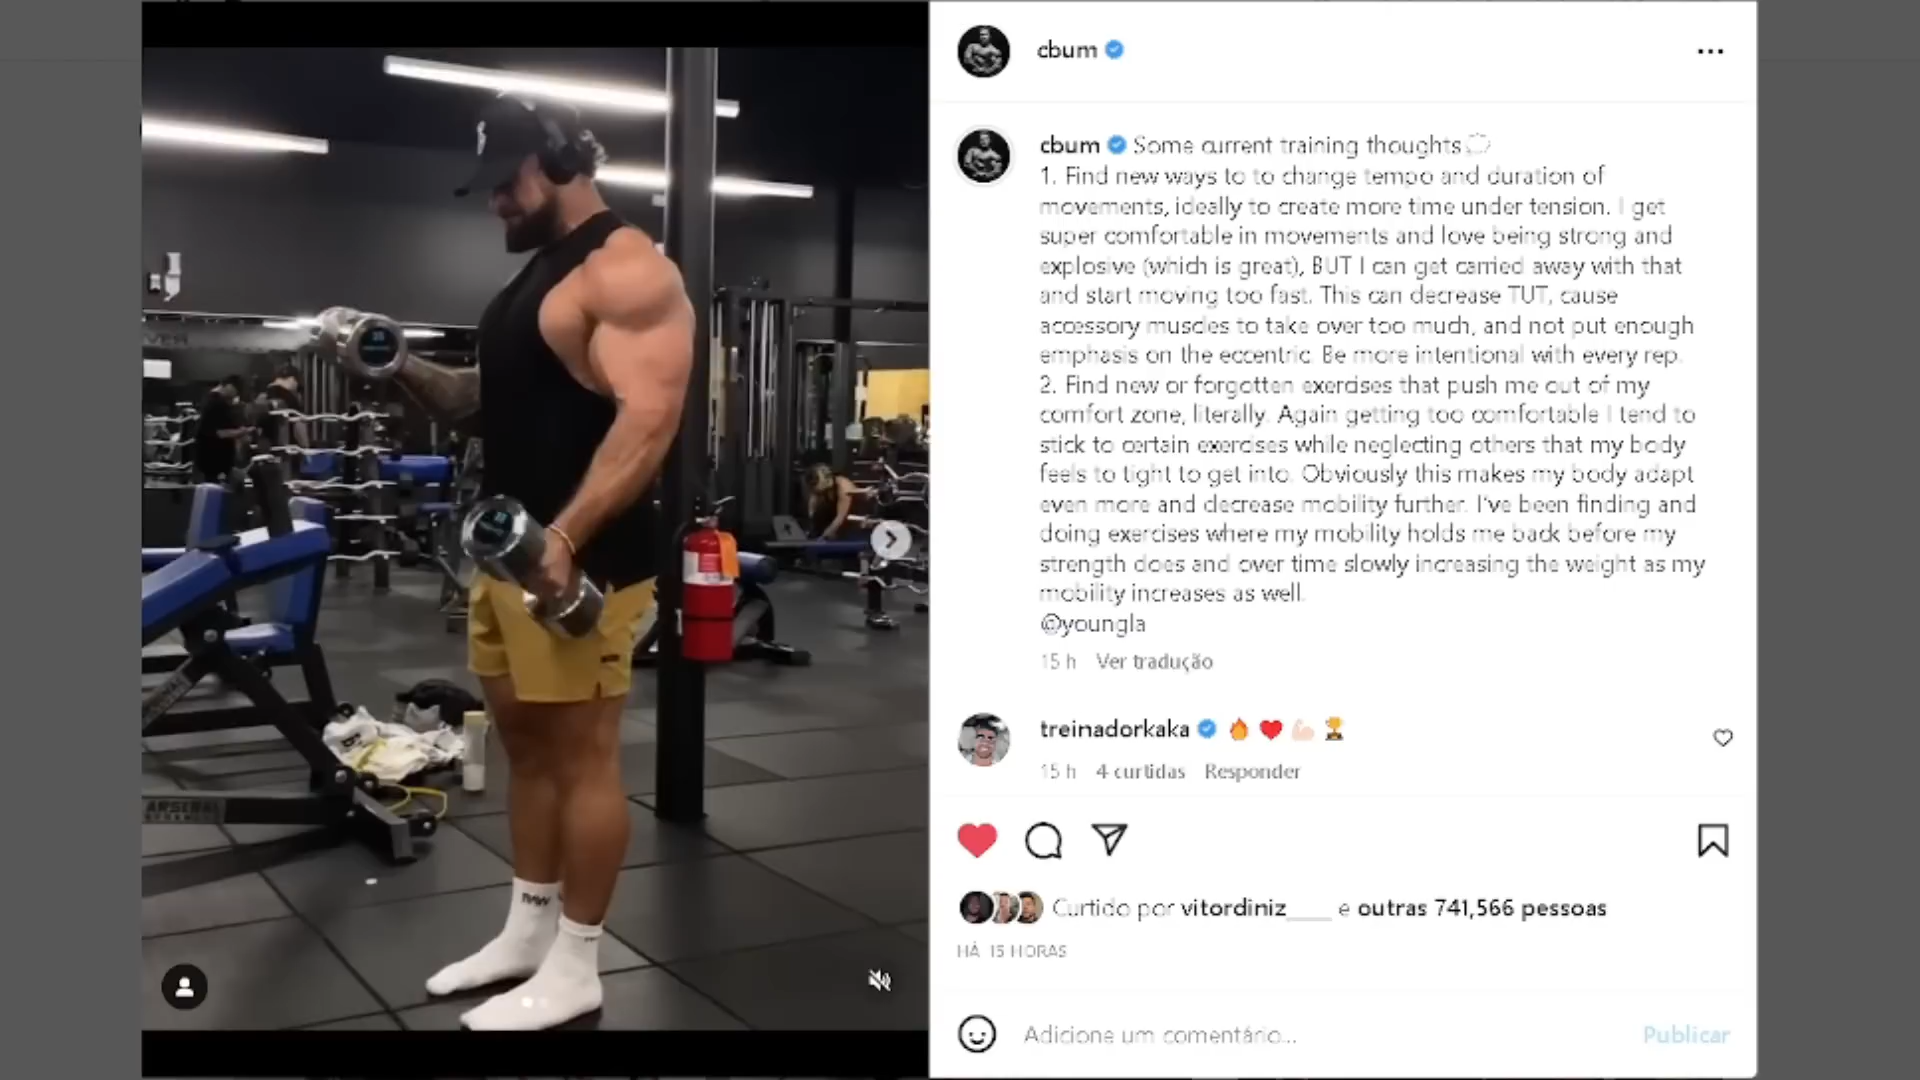 cbum
cbum Some current training thoughts
1. Find new ways to to change tempo and duration of
movements, ideally to create more time under tension. I get
super comfortable in movements and love being strong and
explosive (which is great), BUT I can get carried away with that
and start moving too fast. This can decrease TUT, cause
accessory muscles to take over too much, and not put enough
emphasis on the eccentric. Be more intentional with every rep.
2. Find new or forgotten exercises that push me out of my
comfort zone, literally. Again getting too comfortable I tend to
stick to certain exercises while neglecting others that my body
feels to tight to get into. Obviously this makes my body adapt
even more and decrease mobility further. I've been finding and
doing exercises where my mobility holds me back before my
strength does and over time slowly increasing the weight as my
mobility increases as well.
@youngla
15 h Ver tradução
treinadorkaka 🔥 ❤️ 💪🏻 🏆
15 h 4 curtidas Responder
Curtido por vitordiniz____ e outras 741,566 pessoas
HÁ 15 HORAS
Adicione um comentário... Publicar
RAW
ARSENAL